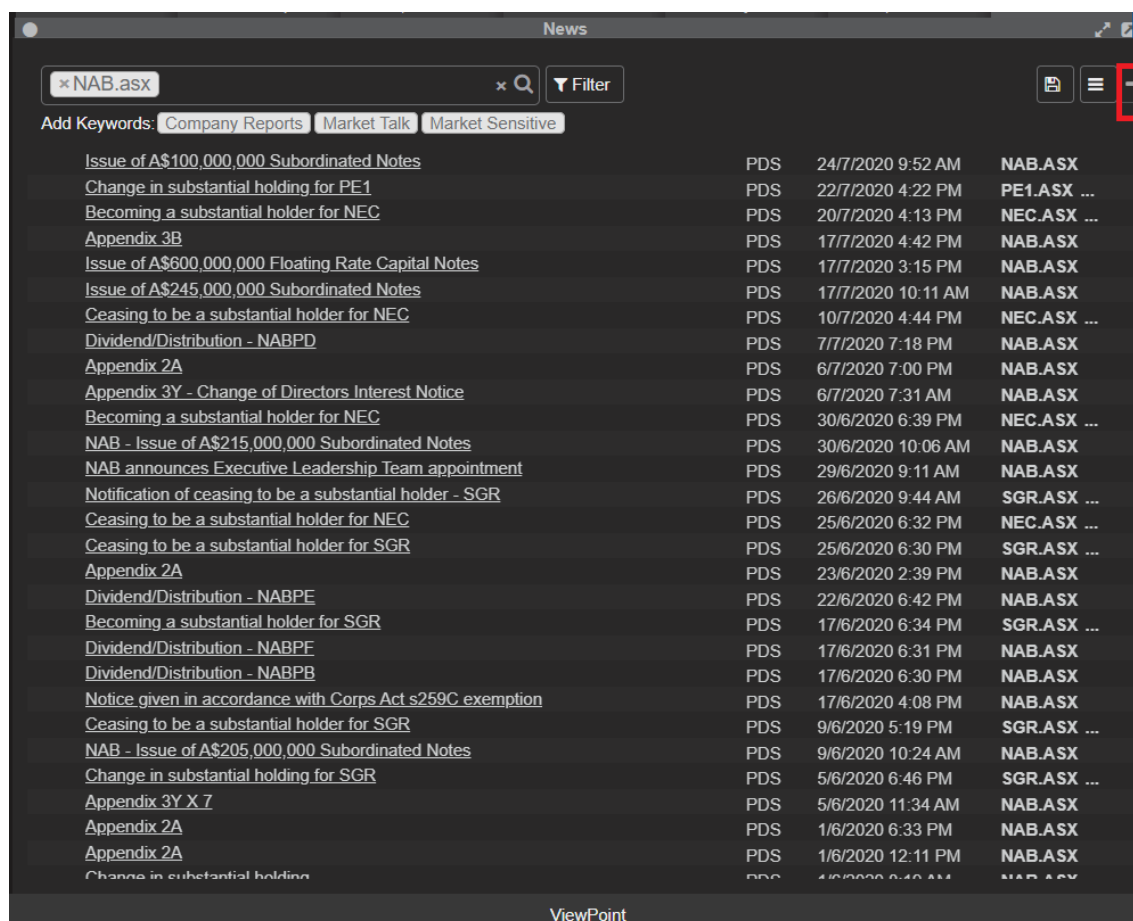 News
×NAB.asx × Filter
Add Keywords: Company Reports Market Talk Market Sensitive
Issue of A$100,000,000 Subordinated Notes PDS 24/7/2020 9:52 AM NAB.ASX
Change in substantial holding for PE1 PDS 22/7/2020 4:22 PM PE1.ASX ...
Becoming a substantial holder for NEC PDS 20/7/2020 4:13 PM NEC.ASX ...
Appendix 3B PDS 17/7/2020 4:42 PM NAB.ASX
Issue of A$600,000,000 Floating Rate Capital Notes PDS 17/7/2020 3:15 PM NAB.ASX
Issue of A$245,000,000 Subordinated Notes PDS 17/7/2020 10:11 AM NAB.ASX
Ceasing to be a substantial holder for NEC PDS 10/7/2020 4:44 PM NEC.ASX ...
Dividend/Distribution - NABPD PDS 7/7/2020 7:18 PM NAB.ASX
Appendix 2A PDS 6/7/2020 7:00 PM NAB.ASX
Appendix 3Y - Change of Directors Interest Notice PDS 6/7/2020 7:31 AM NAB.ASX
Becoming a substantial holder for NEC PDS 30/6/2020 6:39 PM NEC.ASX ...
NAB - Issue of A$215,000,000 Subordinated Notes PDS 30/6/2020 10:06 AM NAB.ASX
NAB announces Executive Leadership Team appointment PDS 29/6/2020 9:11 AM NAB.ASX
Notification of ceasing to be a substantial holder - SGR PDS 26/6/2020 9:44 AM SGR.ASX ...
Ceasing to be a substantial holder for NEC PDS 25/6/2020 6:32 PM NEC.ASX ...
Ceasing to be a substantial holder for SGR PDS 25/6/2020 6:30 PM SGR.ASX ...
Appendix 2A PDS 23/6/2020 2:39 PM NAB.ASX
Dividend/Distribution - NABPE PDS 22/6/2020 6:42 PM NAB.ASX
Becoming a substantial holder for SGR PDS 17/6/2020 6:34 PM SGR.ASX ...
Dividend/Distribution - NABPF PDS 17/6/2020 6:31 PM NAB.ASX
Dividend/Distribution - NABPB PDS 17/6/2020 6:30 PM NAB.ASX
Notice given in accordance with Corps Act s259C exemption PDS 17/6/2020 4:08 PM NAB.ASX
Ceasing to be a substantial holder for SGR PDS 9/6/2020 5:19 PM SGR.ASX ...
NAB - Issue of A$205,000,000 Subordinated Notes PDS 9/6/2020 10:24 AM NAB.ASX
Change in substantial holding for SGR PDS 5/6/2020 6:46 PM SGR.ASX ...
Appendix 3Y X 7 PDS 5/6/2020 11:34 AM NAB.ASX
Appendix 2A PDS 1/6/2020 6:33 PM NAB.ASX
Appendix 2A PDS 1/6/2020 12:11 PM NAB.ASX
Change in substantial holding PDS NAB.ASX
ViewPoint